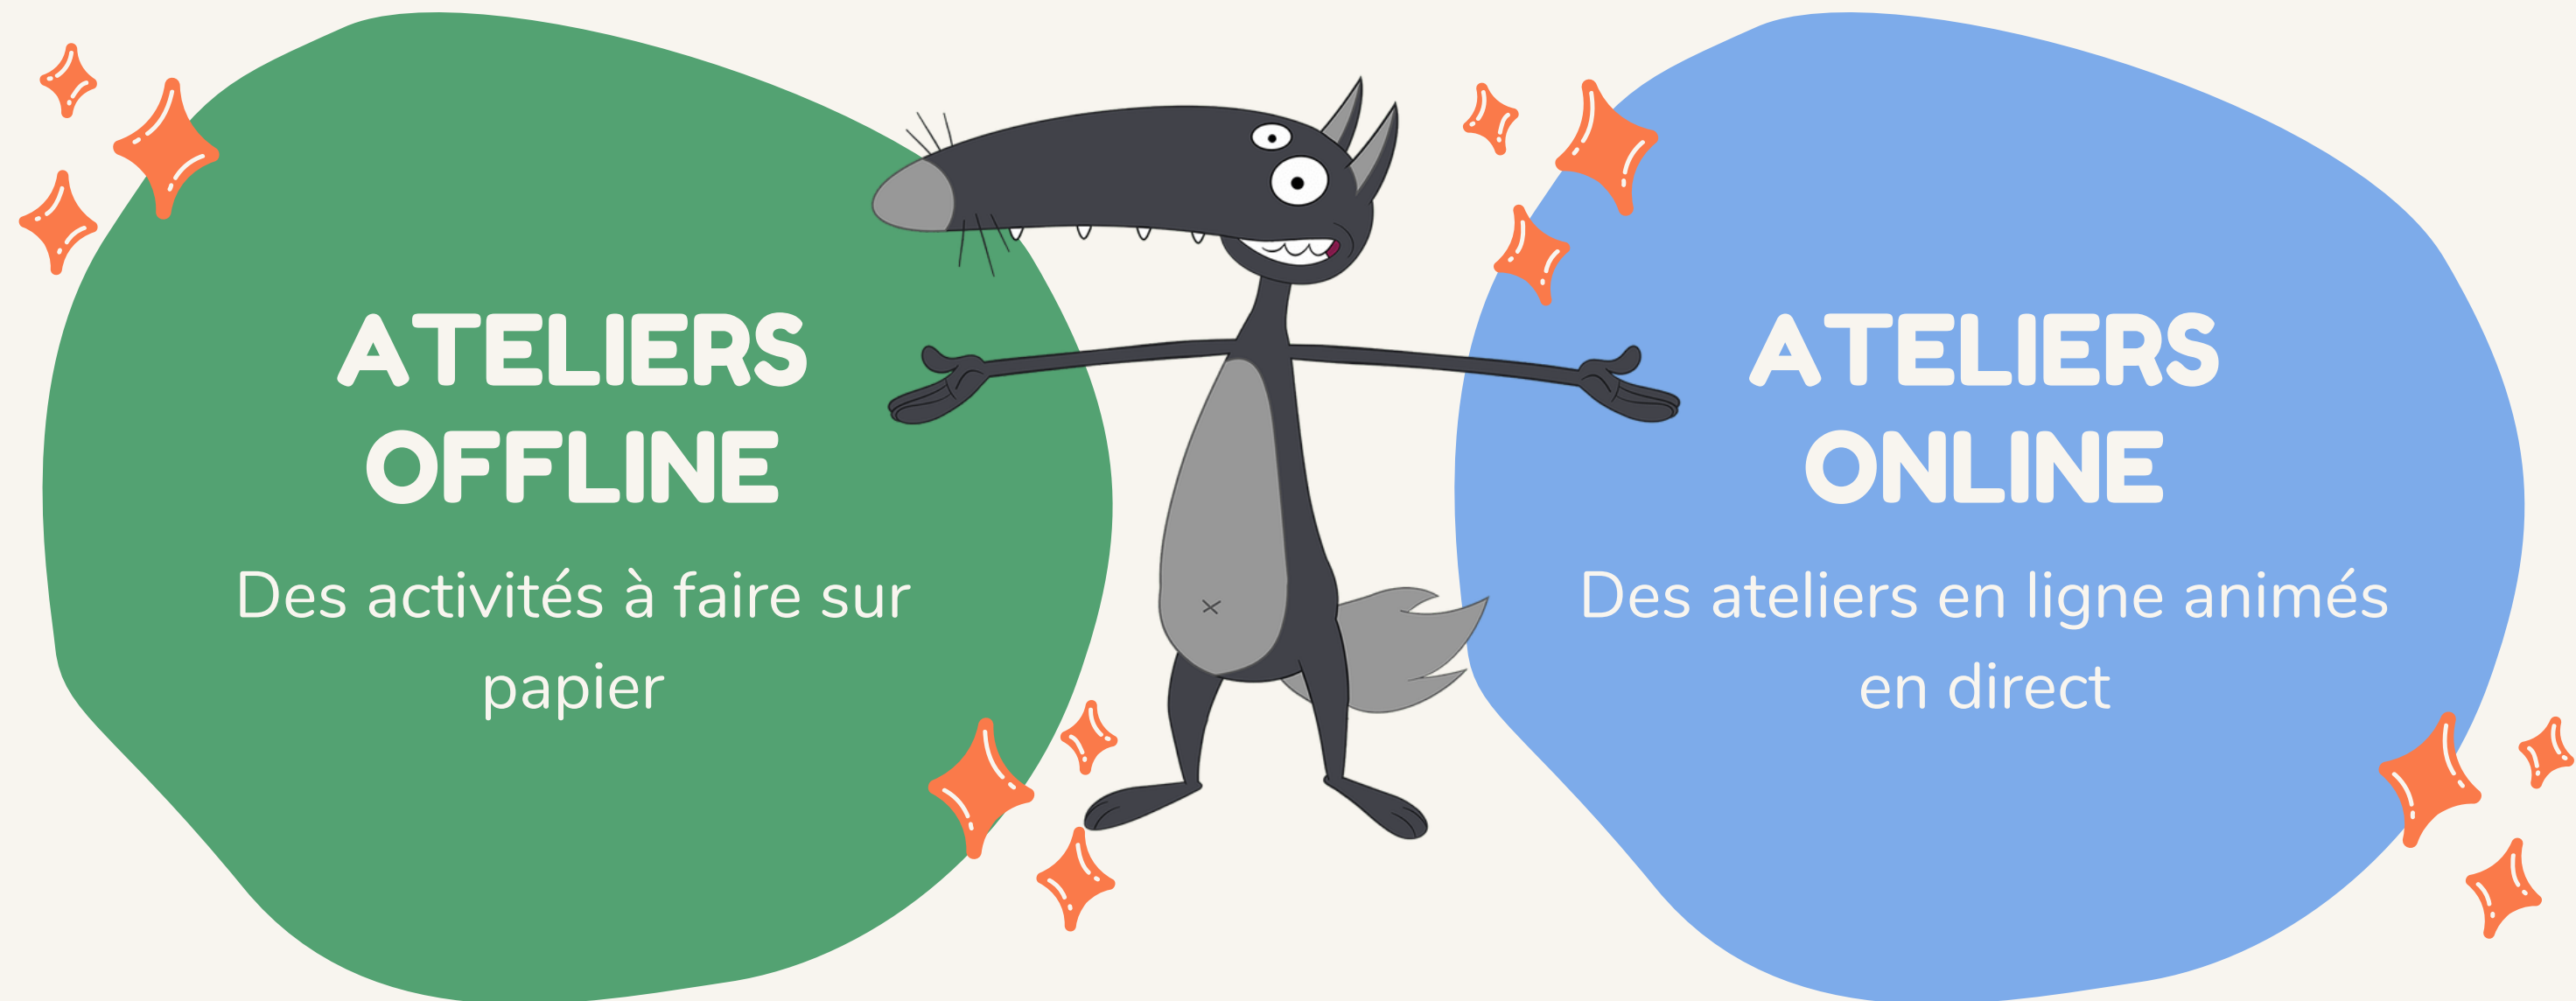 ATELIERS
OFFLINE
Des activités à faire sur
papier
ATELIERS
ONLINE
Des ateliers en ligne animés
en direct